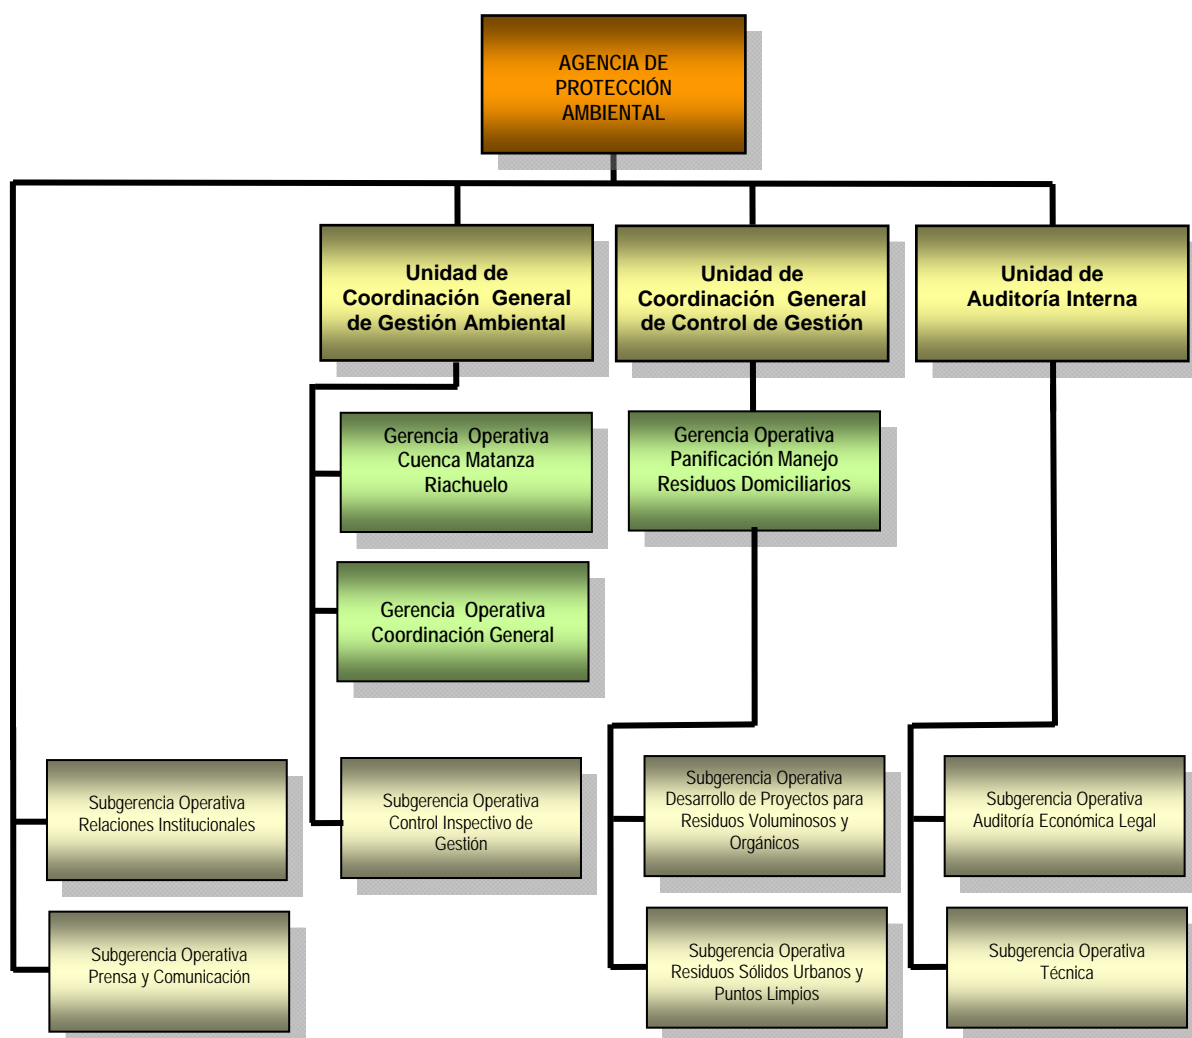 AGENCIA DE
PROTECCIÓN
AMBIENTAL
Unidad de
Coordinación General
de Gestión Ambiental
Unidad de
Coordinación General
de Control de Gestión
Unidad de
Auditoría Interna
Gerencia Operativa
Cuenca Matanza
Riachuelo
Gerencia Operativa
Panificación Manejo
Residuos Domiciliarios
Gerencia Operativa
Coordinación General
Subgerencia Operativa
Relaciones Institucionales
Subgerencia Operativa
Control Inspectivo de
Gestión
Subgerencia Operativa
Desarrollo de Proyectos para
Residuos Voluminosos y
Orgánicos
Subgerencia Operativa
Auditoría Económica Legal
Subgerencia Operativa
Prensa y Comunicación
Subgerencia Operativa
Residuos Sólidos Urbanos y
Puntos Limpios
Subgerencia Operativa
Técnica